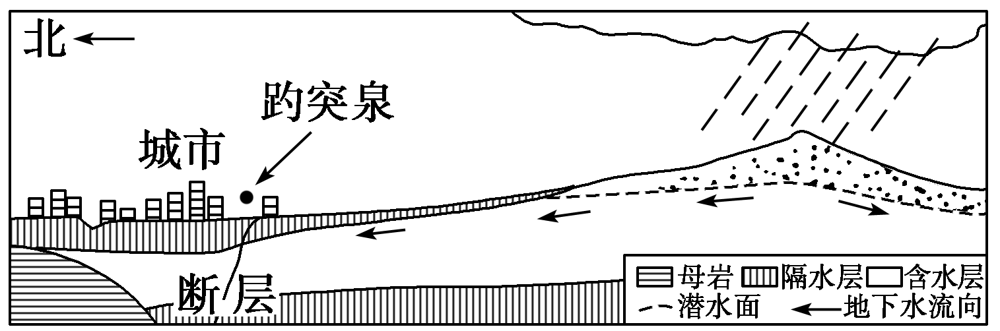 北
趵突泉
城市
断层
母岩 隔水层 含水层
潜水面 地下水流向